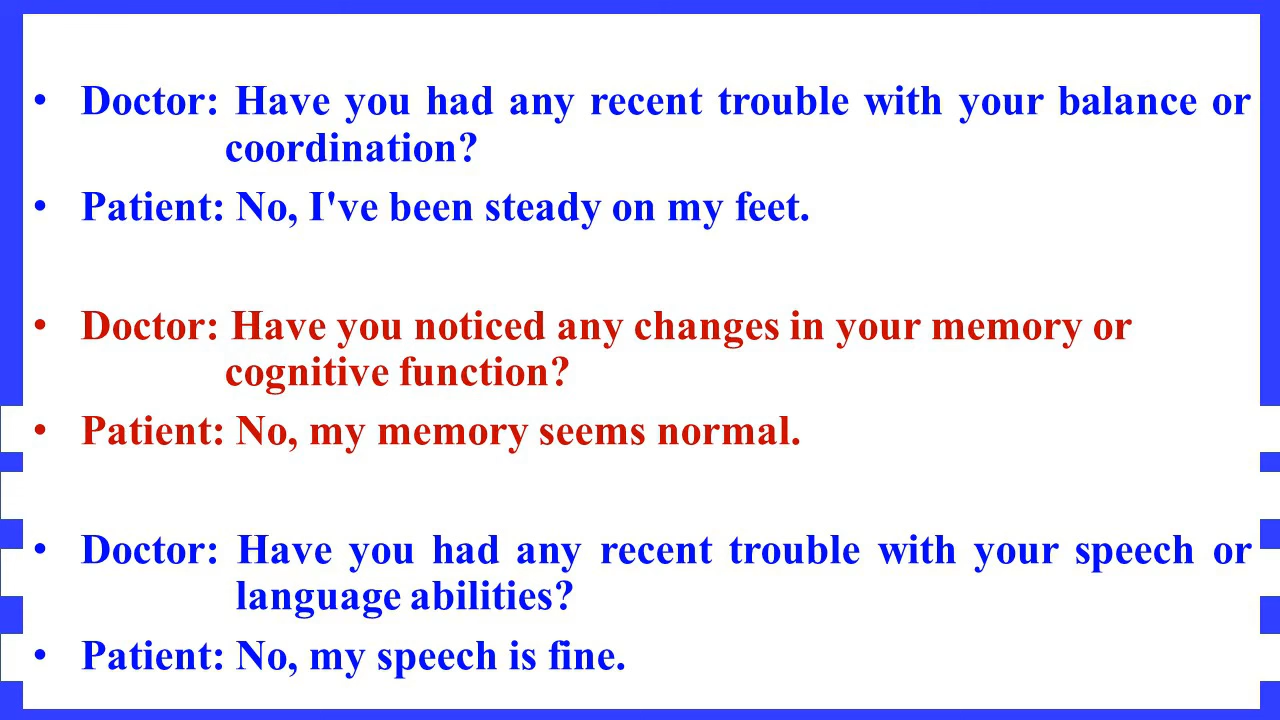 • Doctor: Have you had any recent trouble with your balance or
coordination?
• Patient: No, I've been steady on my feet.
• Doctor: Have you noticed any changes in your memory or
cognitive function?
• Patient: No, my memory seems normal.
• Doctor: Have you had any recent trouble with your speech or
language abilities?
• Patient: No, my speech is fine.